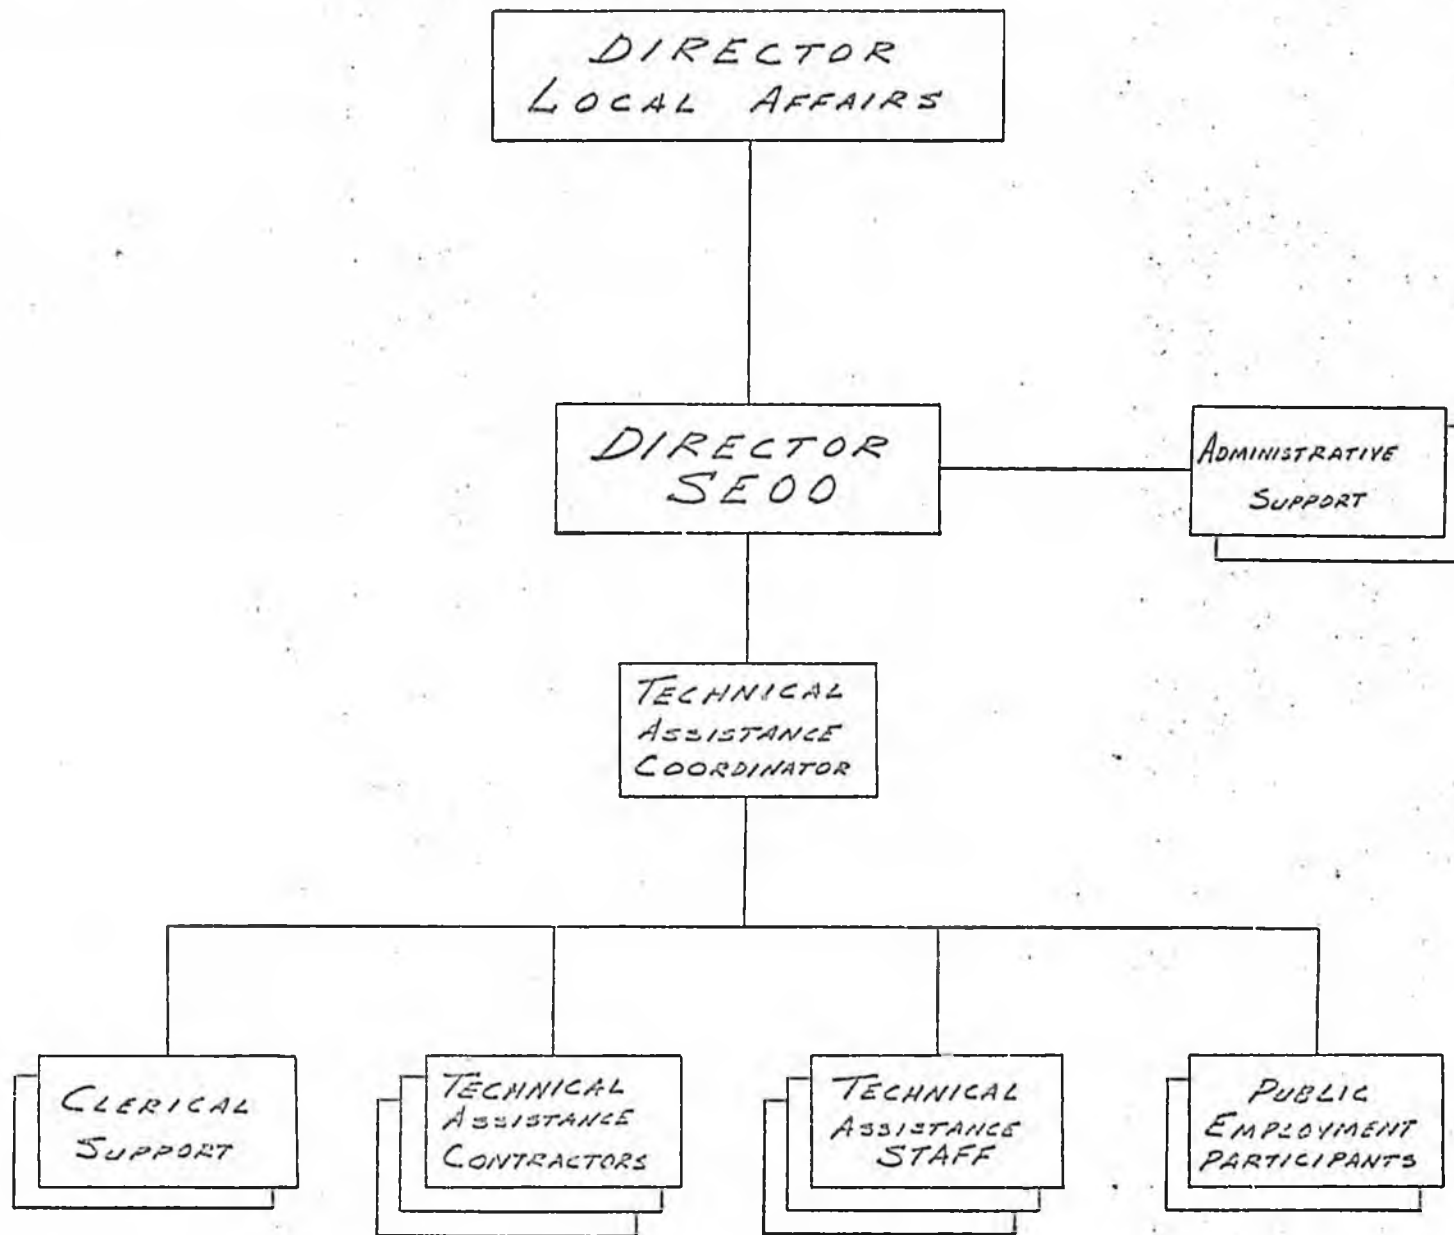 DIRECTOR
LOCAL AFFAIRS
DIRECTOR
SEOO
ADMINISTRATIVE
SUPPORT
TECHNICAL
ASSISTANCE
COORDINATOR
CLERICAL
SUPPORT
TECHNICAL
ASSISTANCE
CONTRACTORS
TECHNICAL
ASSISTANCE
STAFF
PUBLIC
EMPLOYMENT
PARTICIPANTS